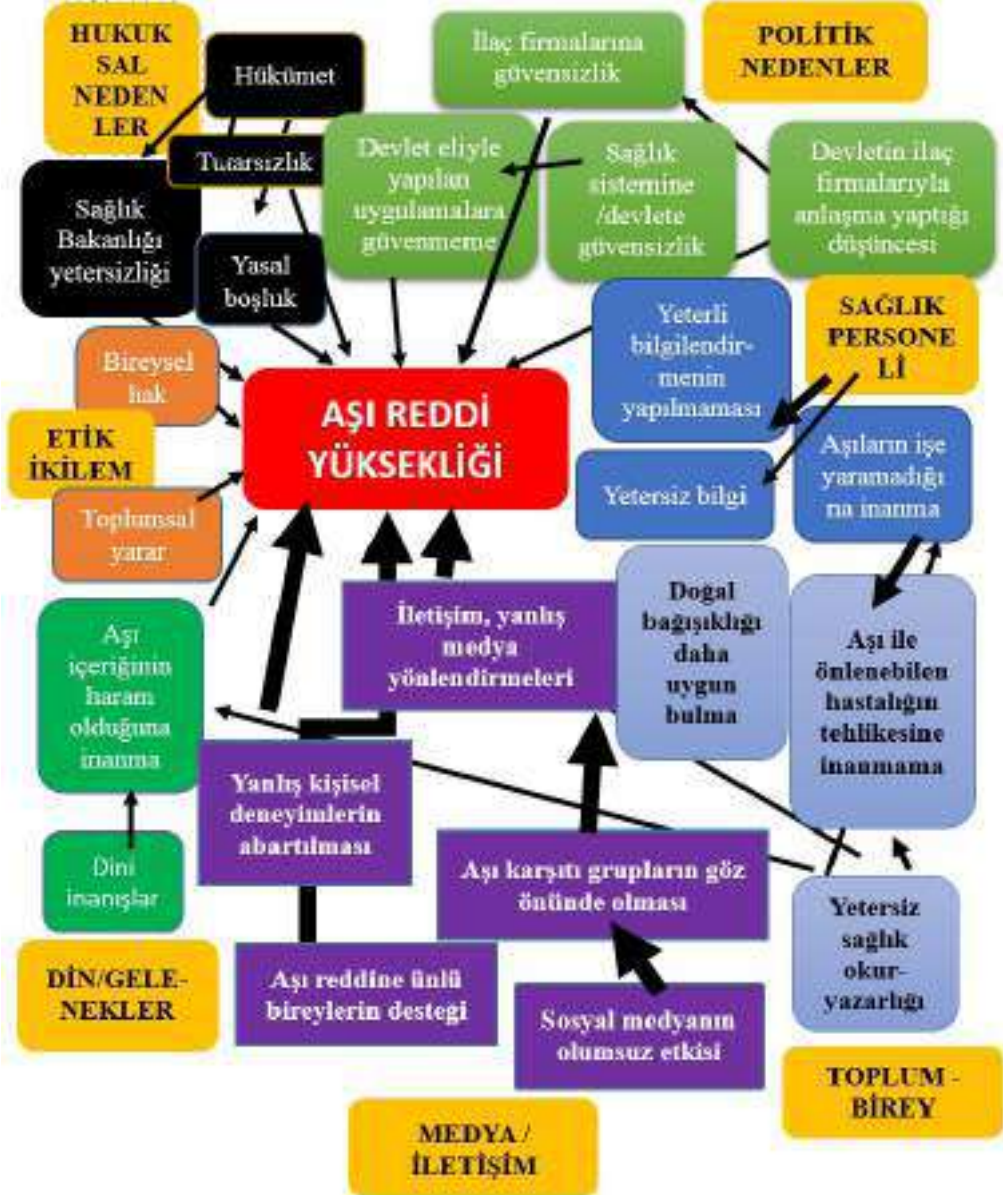 HUKUK
SAL
NEDEN
LER
Hükümet
Tutarsızlık
Sağlık
Bakanlığı
yetersizliği
Yasal
boşluk
İlaç firmalarına
güvensizlik
POLİTİK
NEDENLER
Devlet eliyle
yapılan
uygulamalara
güvenmeme
Sağlık
sistemine
/devlete
güvensizlik
Devletin ilaç
firmalarıyla
anlaşma yaptığı
düşüncesi
Bireysel
hak
ETİK
İKİLEM
Toplumsal
yarar
AŞI REDDİ
YÜKSEKLİĞİ
Yeterli
bilgilendir-
menin
yapılmaması
SAĞLIK
PERSONE
Lİ
Yetersiz bilgi
Aşıların işe
yaramadığı
na inanma
Aşı
içeriğinin
haram
olduğuna
inanma
Dini
inanışlar
DİN/GELE-
NEKLER
İletişim, yanlış
medya
yönlendirmeleri
Doğal
bağışıklığı
daha
uygun
bulma
Aşı ile
önlenebilen
hastalığın
tehlikesine
inanmama
Yanlış kişisel
deneyimlerin
abartılması
Aşı karşıtı grupların göz
önünde olması
Yetersiz
sağlık
okur-
yazarlığı
Aşı reddine ünlü
bireylerin desteği
Sosyal medyanın
olumsuz etkisi
TOPLUM -
BİREY
MEDYA /
İLETİŞİM